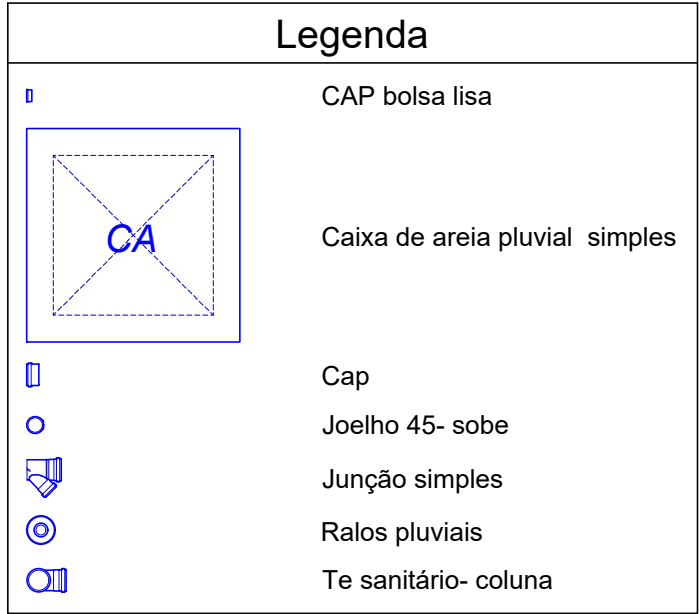 Legenda
CAP bolsa lisa
CA
Caixa de areia pluvial simples
Cap
Joelho 45- sobe
Junção simples
Ralos pluviais
Te sanitário- coluna